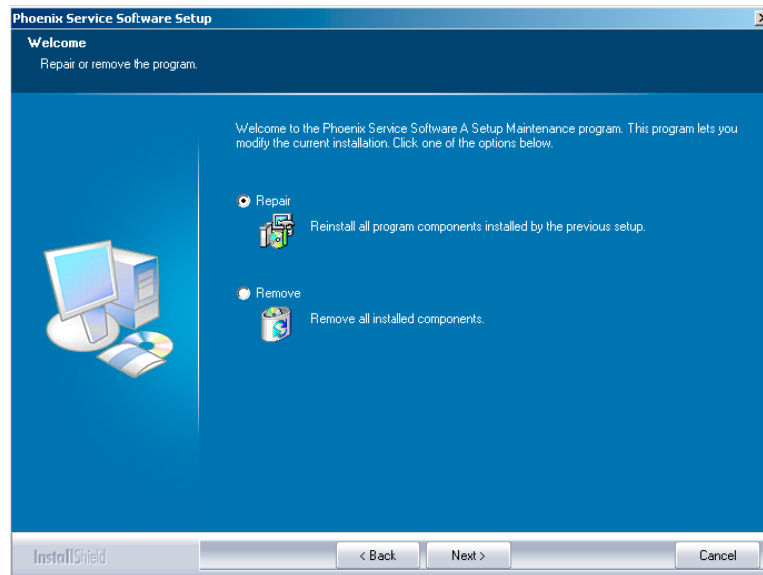 Phoenix Service Software Setup
Welcome
Repair or remove the program.
Welcome to the Phoenix Service Software A Setup Maintenance program. This program lets you
modify the current installation. Click one of the options below.
Repair
Reinstall all program components installed by the previous setup.
Remove
Remove all installed components.
InstallShield
< Back
Next >
Cancel